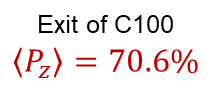 Exit of C100
⟨P_Z⟩ = 70.6%